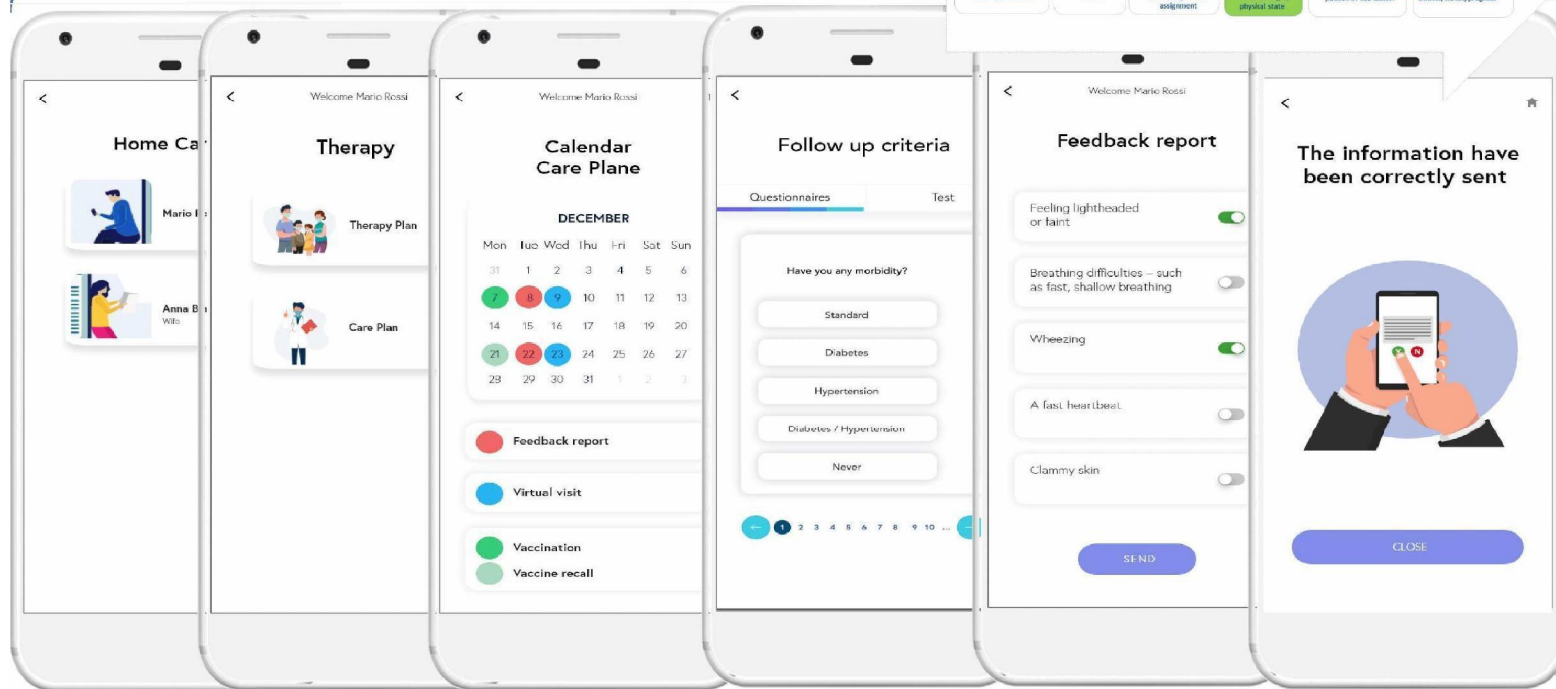 assignment
physical state
<
Home Ca
Mario
Anna B
Wife
<
Welcome Mario Rossi
Therapy
Therapy Plan
Care Plan
<
Welcome Mario Rossi
Calendar
Care Plane
DECEMBER
Mon Tue Wed Thu Fri Sat Sun
31 1 2 3 4 5 6
7 8 9 10 11 12 13
14 15 16 17 18 19 20
21 22 23 24 25 26 27
28 29 30 31 1 2 3
Feedback report
Virtual visit
Vaccination
Vaccine recall
<
Follow up criteria
Questionnaires Test
Have you any morbidity?
Standard
Diabetes
Hypertension
Diabetes / Hypertension
Never
← 1 2 3 4 5 6 7 8 9 10 ...
<
Welcome Mario Rossi
Feedback report
Feeling lightheaded
or faint
Breathing difficulties – such
as fast, shallow breathing
Wheezing
A fast heartbeat
Clammy skin
SEND
<
The information have
been correctly sent
Y N
CLOSE